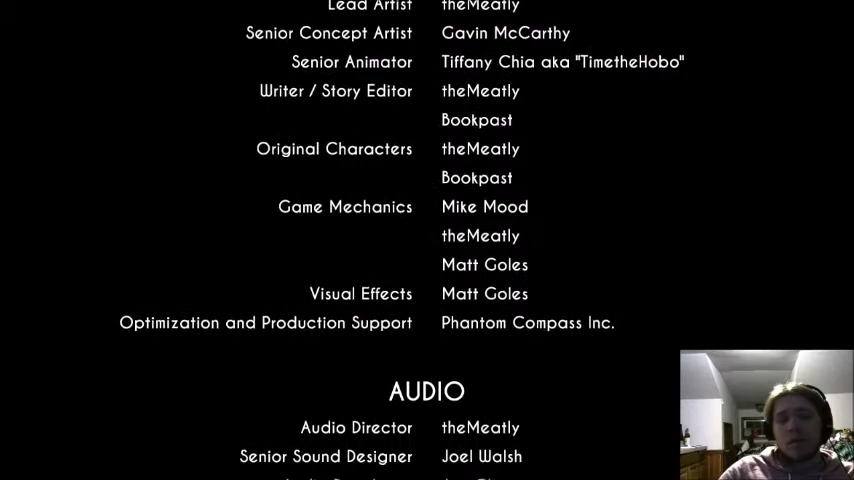 Lead Artist theMeatly
Senior Concept Artist Gavin McCarthy
Senior Animator Tiffany Chia aka "TimetheHobo"
Writer / Story Editor theMeatly
Bookpast
Original Characters theMeatly
Bookpast
Game Mechanics Mike Mood
theMeatly
Matt Goles
Visual Effects Matt Goles
Optimization and Production Support Phantom Compass Inc.
AUDIO
Audio Director theMeatly
Senior Sound Designer Joel Walsh